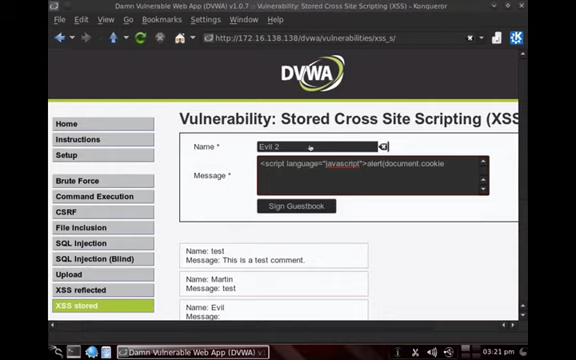 Damn Vulnerable Web App (DVWA) v1.0.7 :: Vulnerability: Stored Cross Site Scripting (XSS) - Konqueror
File Edit View Go Bookmarks Settings Window Help
http://172.16.138.138/dvwa/vulnerabilities/xss_s/
DVWA
Vulnerability: Stored Cross Site Scripting (XSS
Home
Instructions
Setup
Brute Force
Command Execution
CSRF
File Inclusion
SQL Injection
SQL Injection (Blind)
Upload
XSS reflected
XSS stored
Name * Evil 2
Message * <script language="javascript">alert(document.cookie
Sign Guestbook
Name: test
Message: This is a test comment.
Name: Martin
Message: test
Name: Evil
Message:
Damn Vulnerable Web App (DVWA) v1
03:21 pm